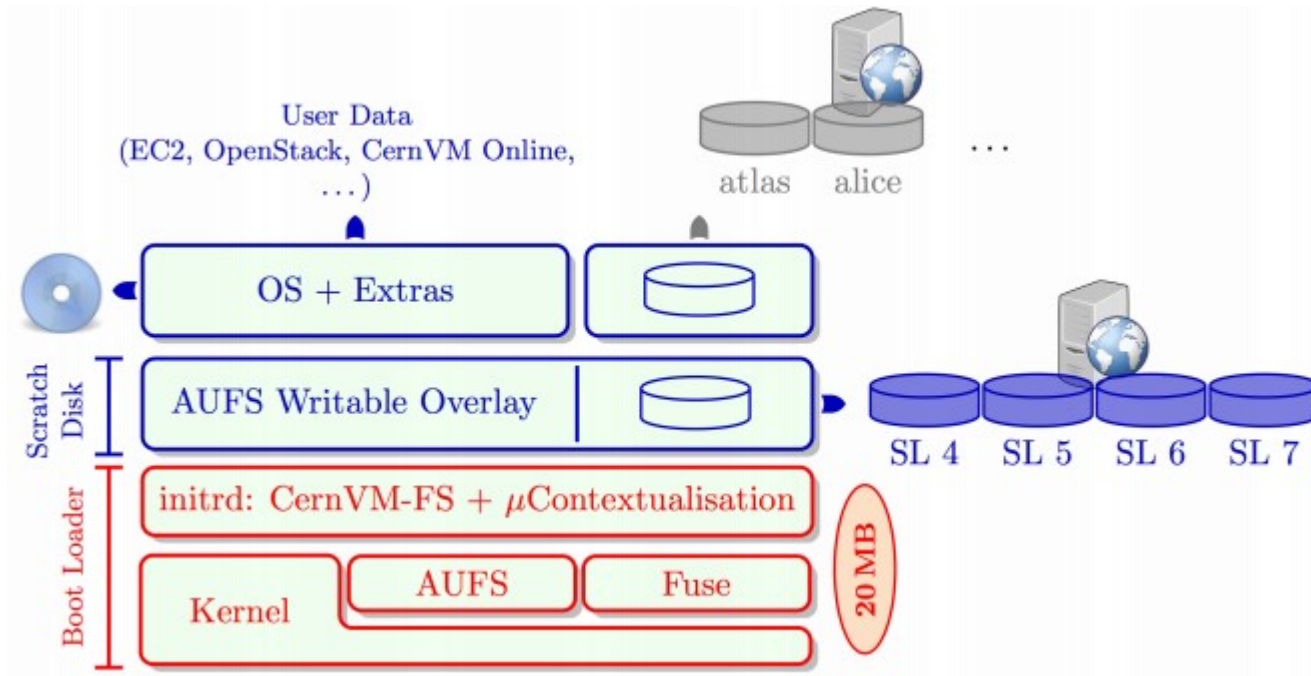 User Data
(EC2, OpenStack, CernVM Online,
...)
atlas
alice
...
OS + Extras
Scratch
Disk
AUFS Writable Overlay
SL 4
SL 5
SL 6
SL 7
Boot Loader
initrd: CernVM-FS + μContextualisation
20 MB
AUFS
Fuse
Kernel